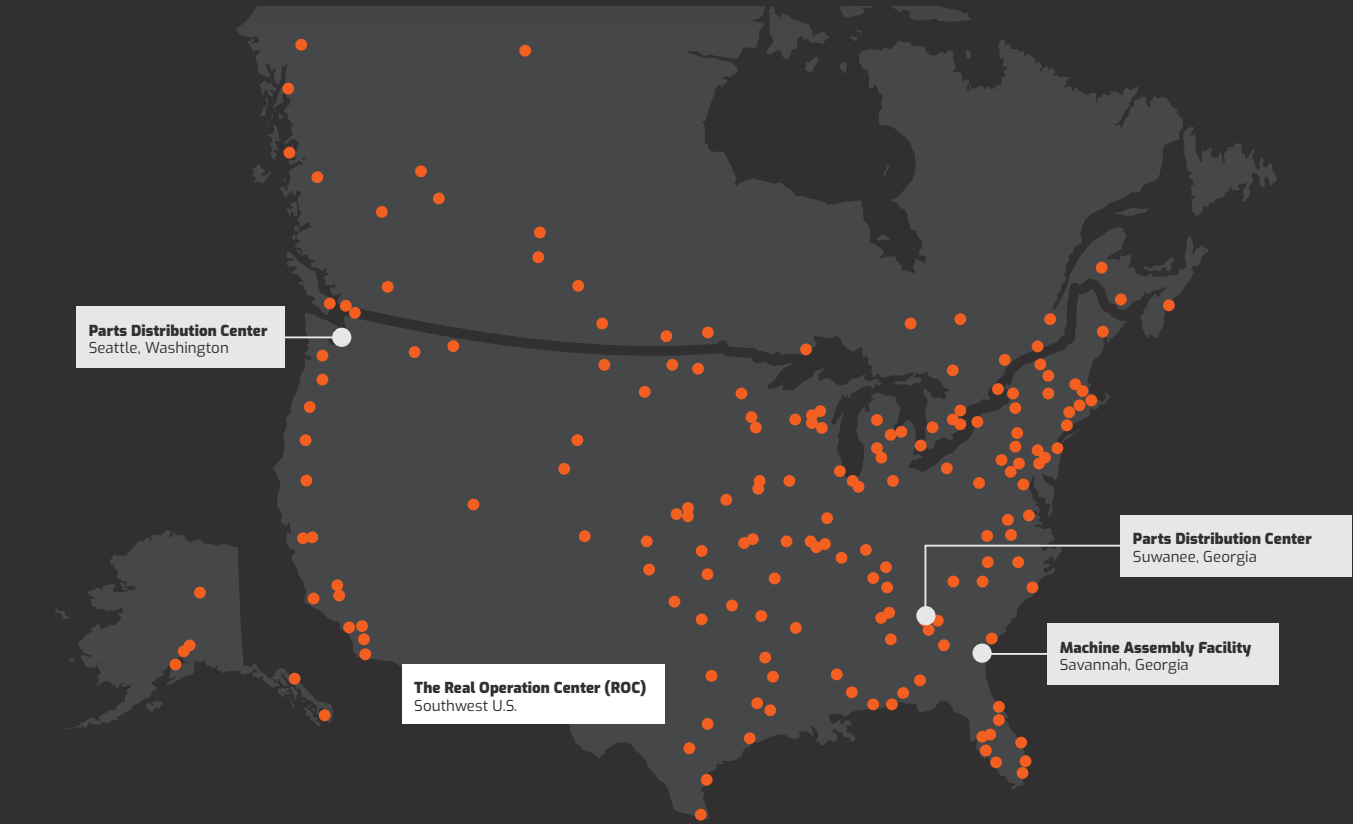 Parts Distribution Center
Seattle, Washington
Parts Distribution Center
Suwanee, Georgia
Machine Assembly Facility
Savannah, Georgia
The Real Operation Center (ROC)
Southwest U.S.